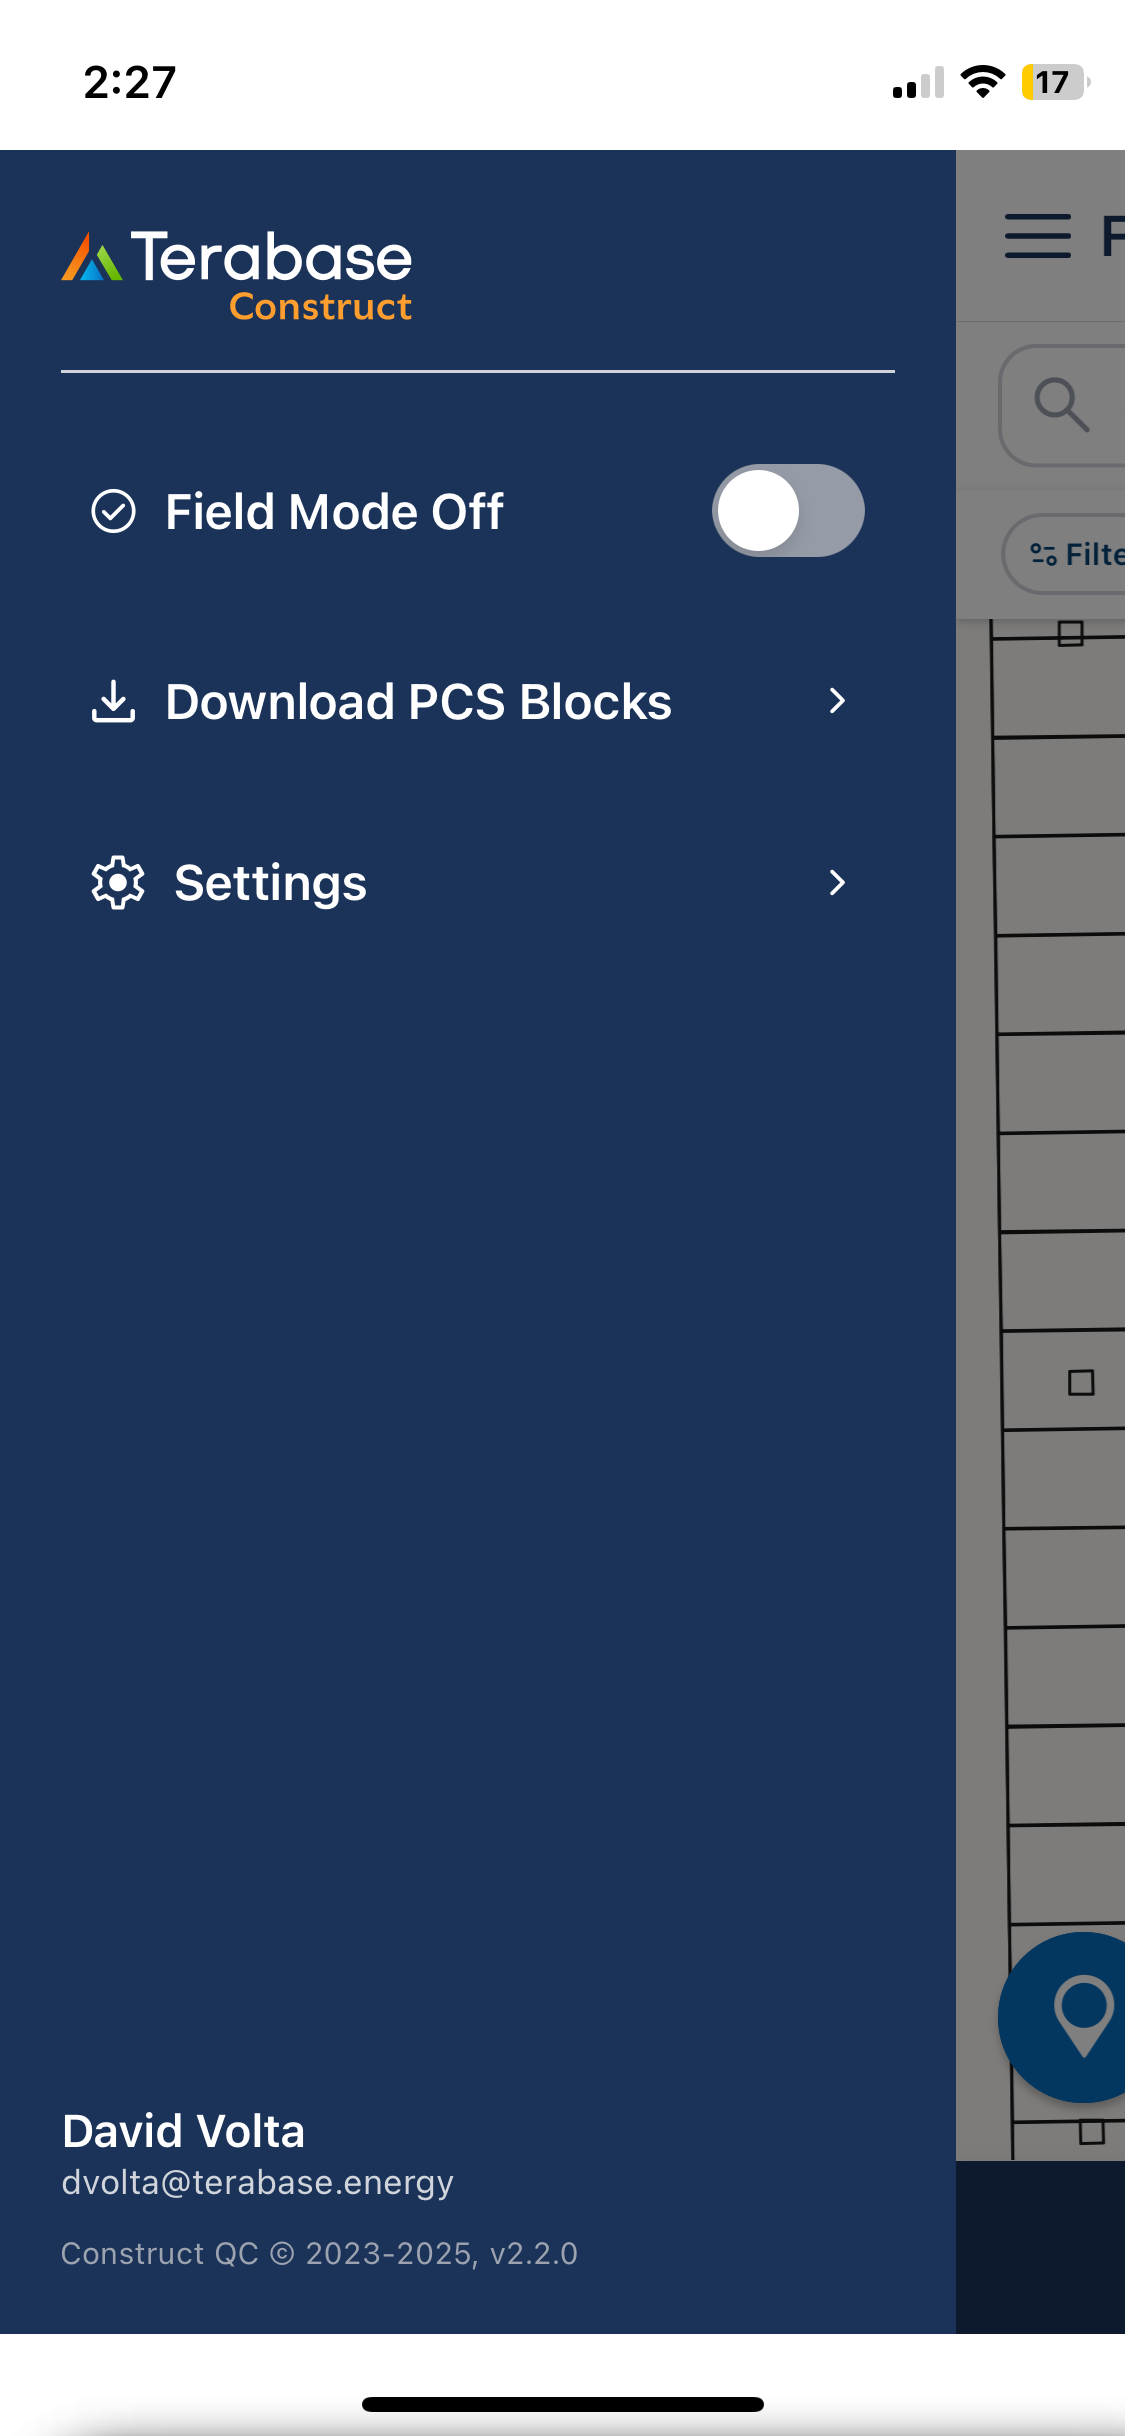 2:27
17
Terabase
Construct
F
Filte
Field Mode Off
Download PCS Blocks
Settings
David Volta
dvolta@terabase.energy
Construct QC © 2023-2025, v2.2.0